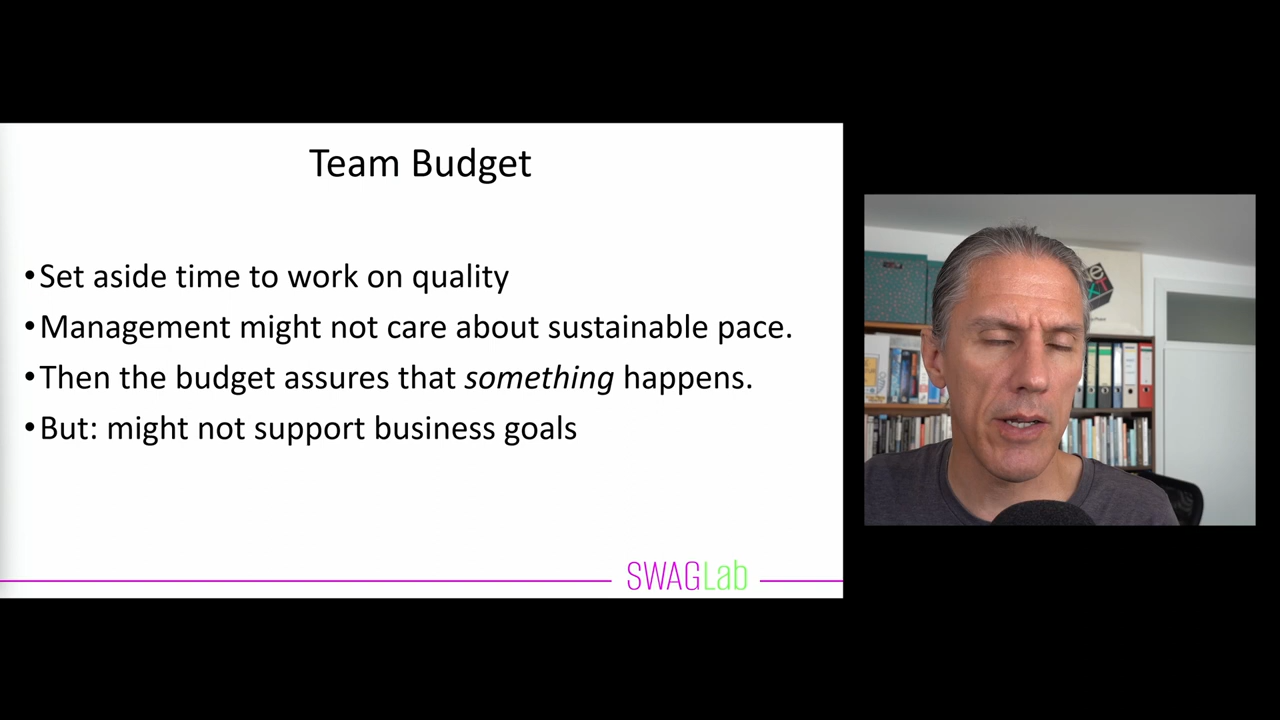 Team Budget
•Set aside time to work on quality
•Management might not care about sustainable pace.
•Then the budget assures that something happens.
•But: might not support business goals
SWAGLab